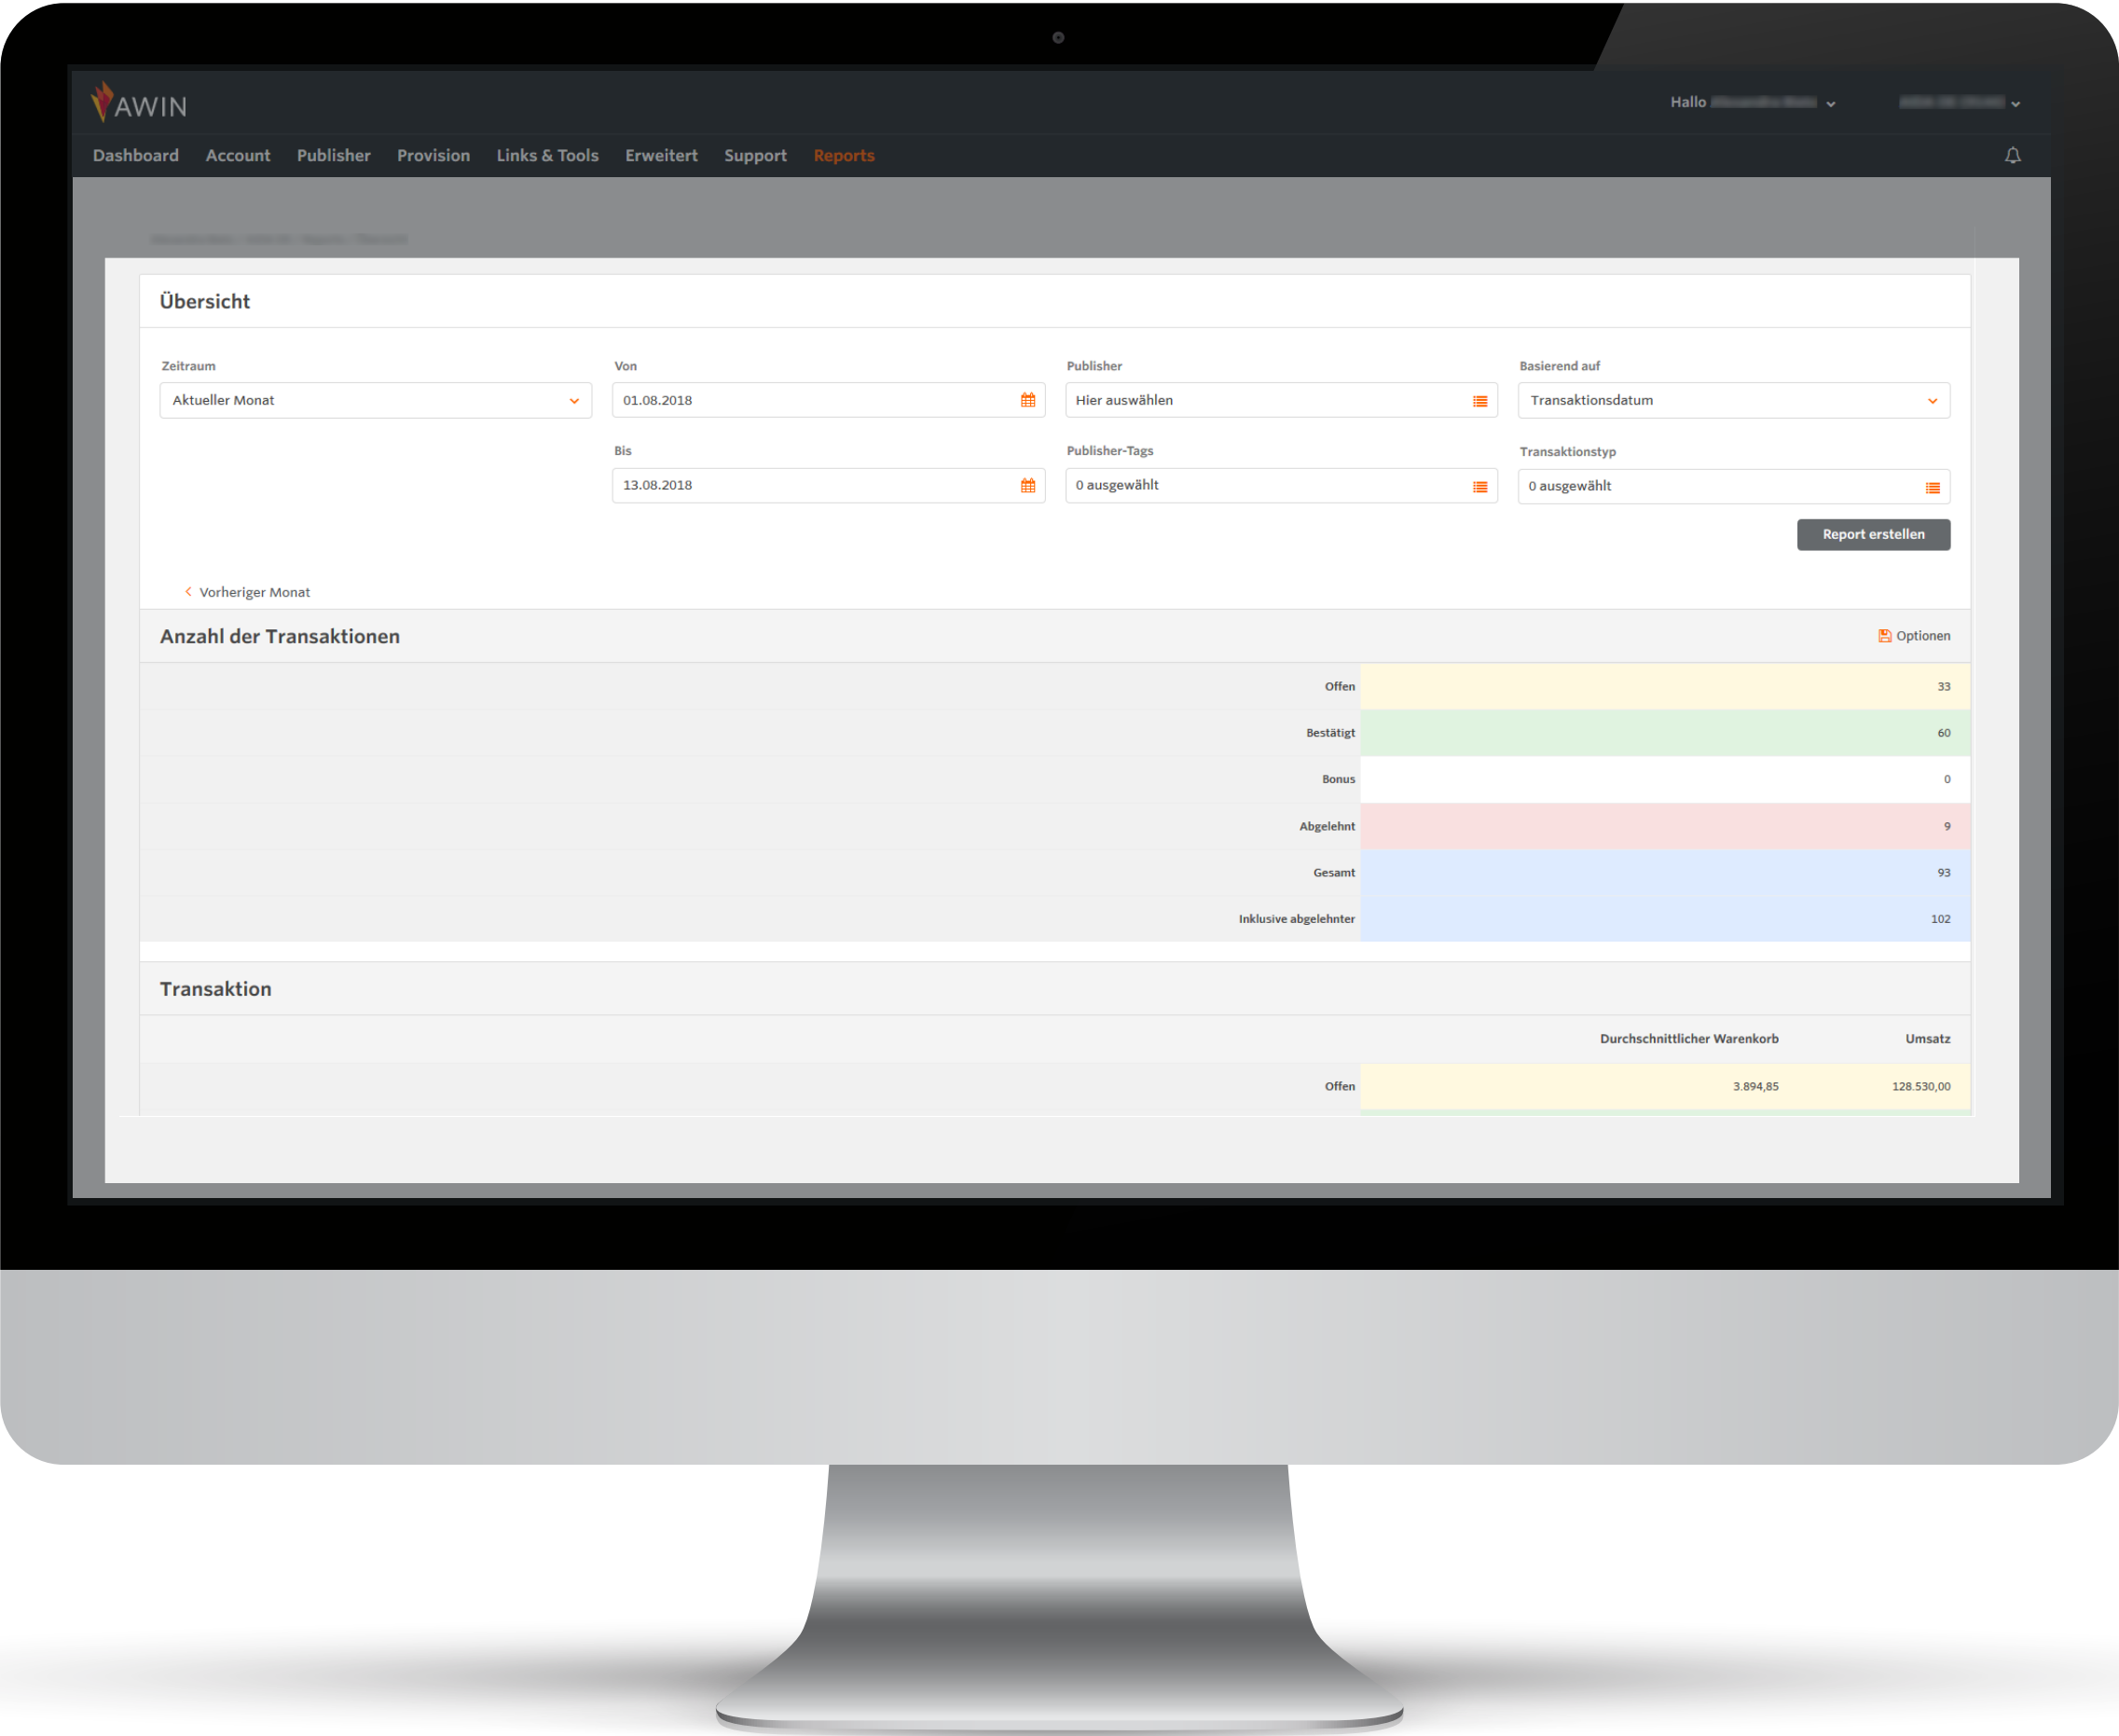 AWIN
Hallo
Dashboard Account Publisher Provision Links & Tools Erweitert Support Reports
Übersicht
Zeitraum Von Publisher Basierend auf
Aktueller Monat 01.08.2018 Hier auswählen Transaktionsdatum
Bis Publisher-Tags Transaktionstyp
13.08.2018 0 ausgewählt 0 ausgewählt
Report erstellen
Vorheriger Monat
Anzahl der Transaktionen Optionen
Offen 33
Bestätigt 60
Bonus 0
Abgelehnt 9
Gesamt 93
Inklusive abgelehnter 102
Transaktion
Durchschnittlicher Warenkorb Umsatz
Offen 3.894,85 128.530,00